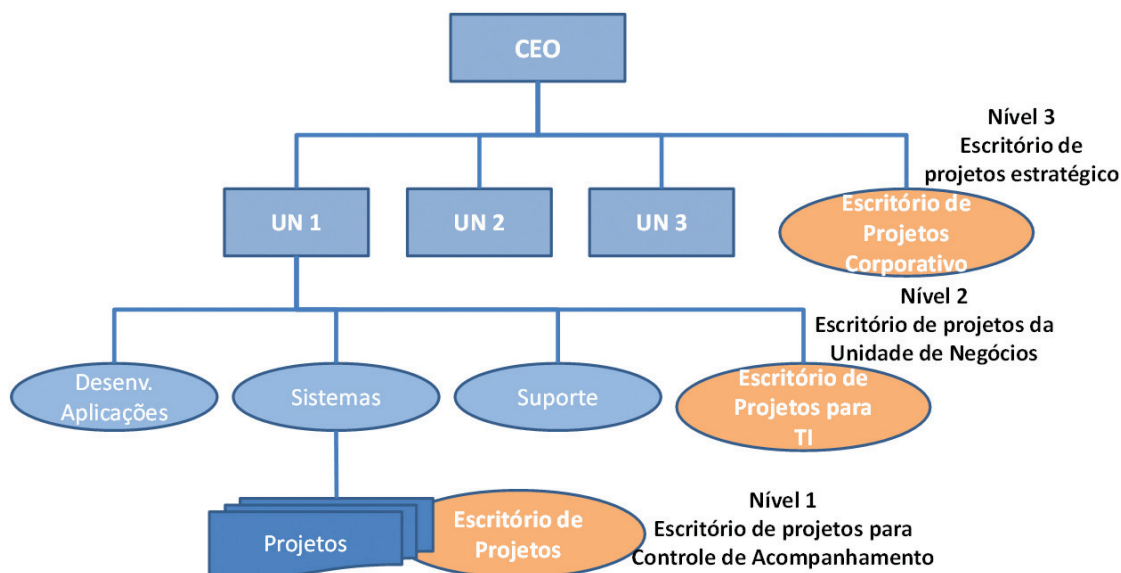 CEO
Nível 3
Escritório de
projetos estratégico
UN 1
UN 2
UN 3
Escritório de
Projetos
Corporativo
Nível 2
Escritório de projetos da
Unidade de Negócios
Desenv.
Aplicações
Sistemas
Suporte
Escritório de
Projetos para
TI
Projetos
Escritório de
Projetos
Nível 1
Escritório de projetos para
Controle de Acompanhamento